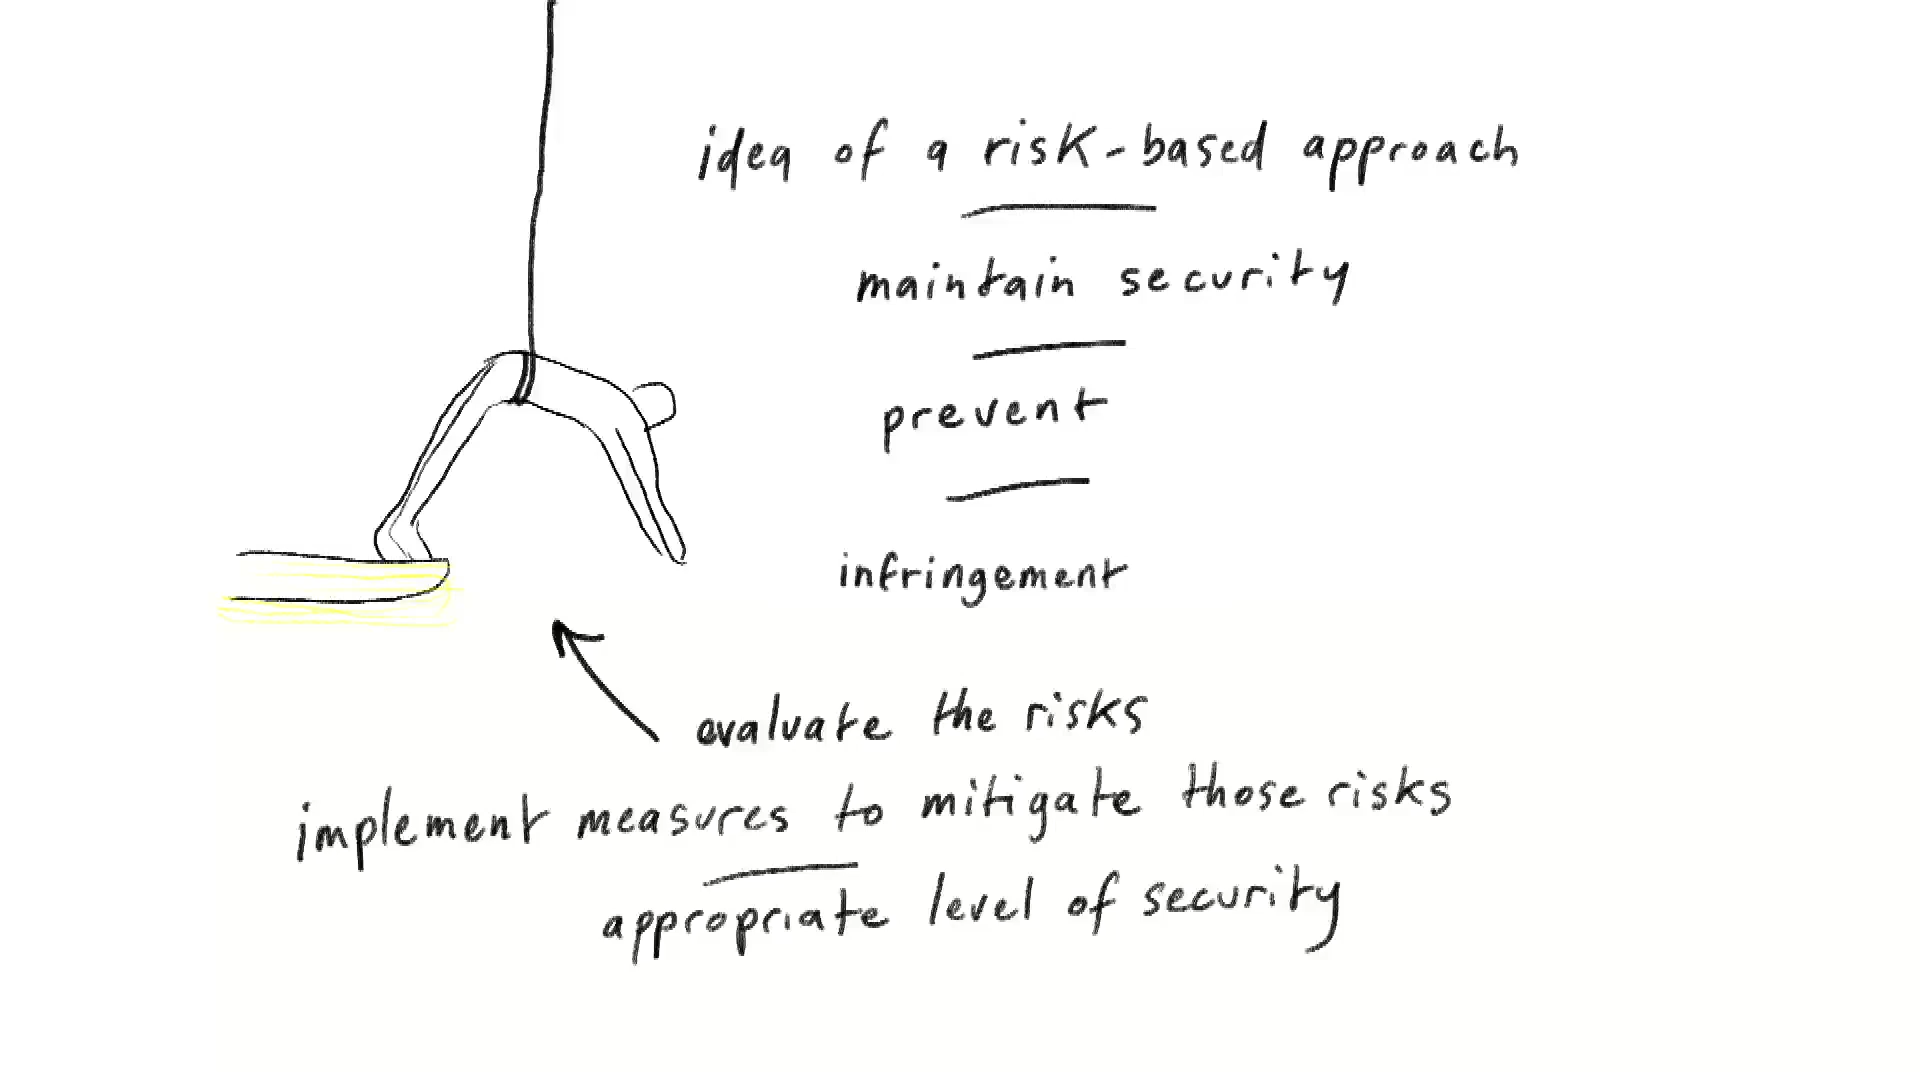 idea of a risk-based approach
maintain security
prevent
infringement
evaluate the risks
implement measures to mitigate those risks
appropriate level of security